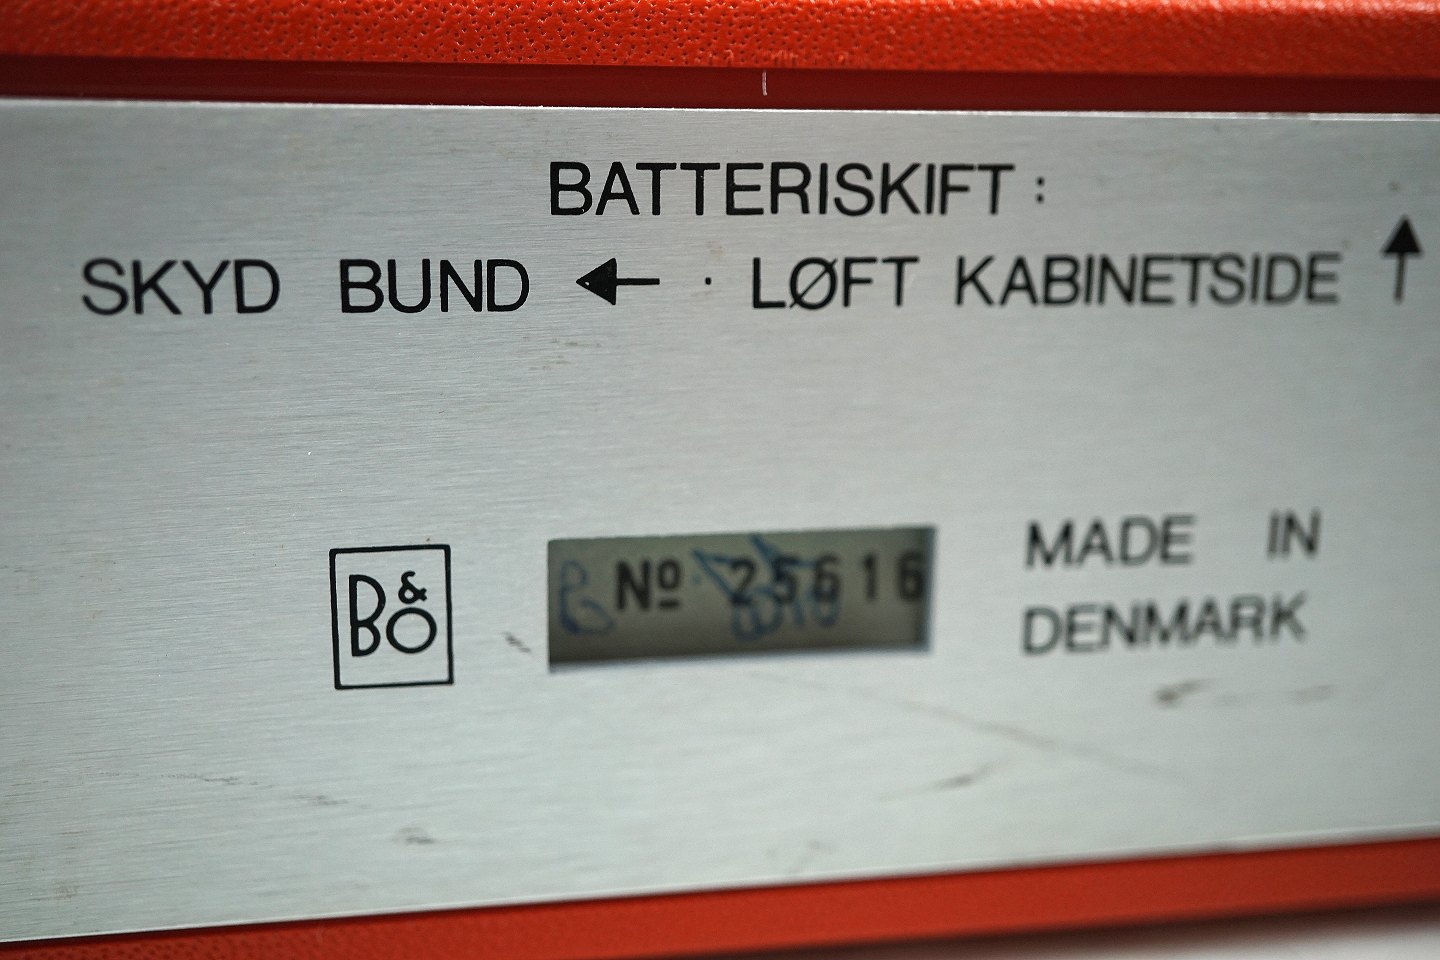 BATTERISKIFT :
SKYD BUND ← · LØFT KABINETSIDE ↑
B&O
Nº 25616
MADE IN
DENMARK